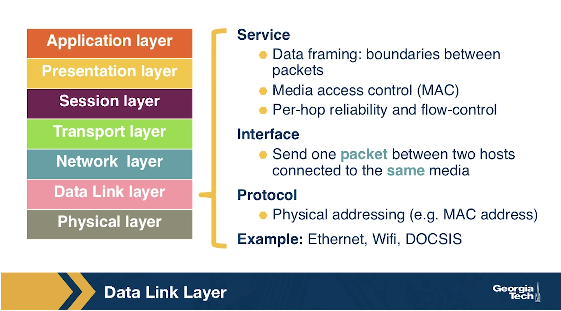 Application layer
Presentation layer
Session layer
Transport layer
Network layer
Data Link layer
Physical layer
Service
Data framing: boundaries between
packets
Media access control (MAC)
Per-hop reliability and flow-control
Interface
Send one packet between two hosts
connected to the same media
Protocol
Physical addressing (e.g. MAC address)
Example: Ethernet, Wifi, DOCSIS
Data Link Layer
Georgia
Tech